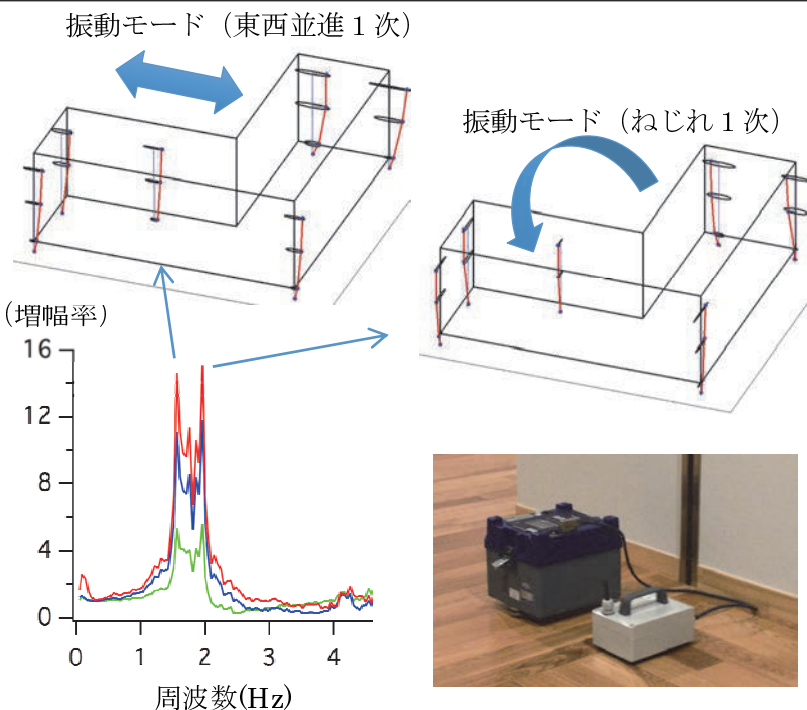 振動モード（東西並進１次）
振動モード（ねじれ１次）
（増幅率）
16
12
8
4
0
0 1 2 3 4
周波数(Hz)